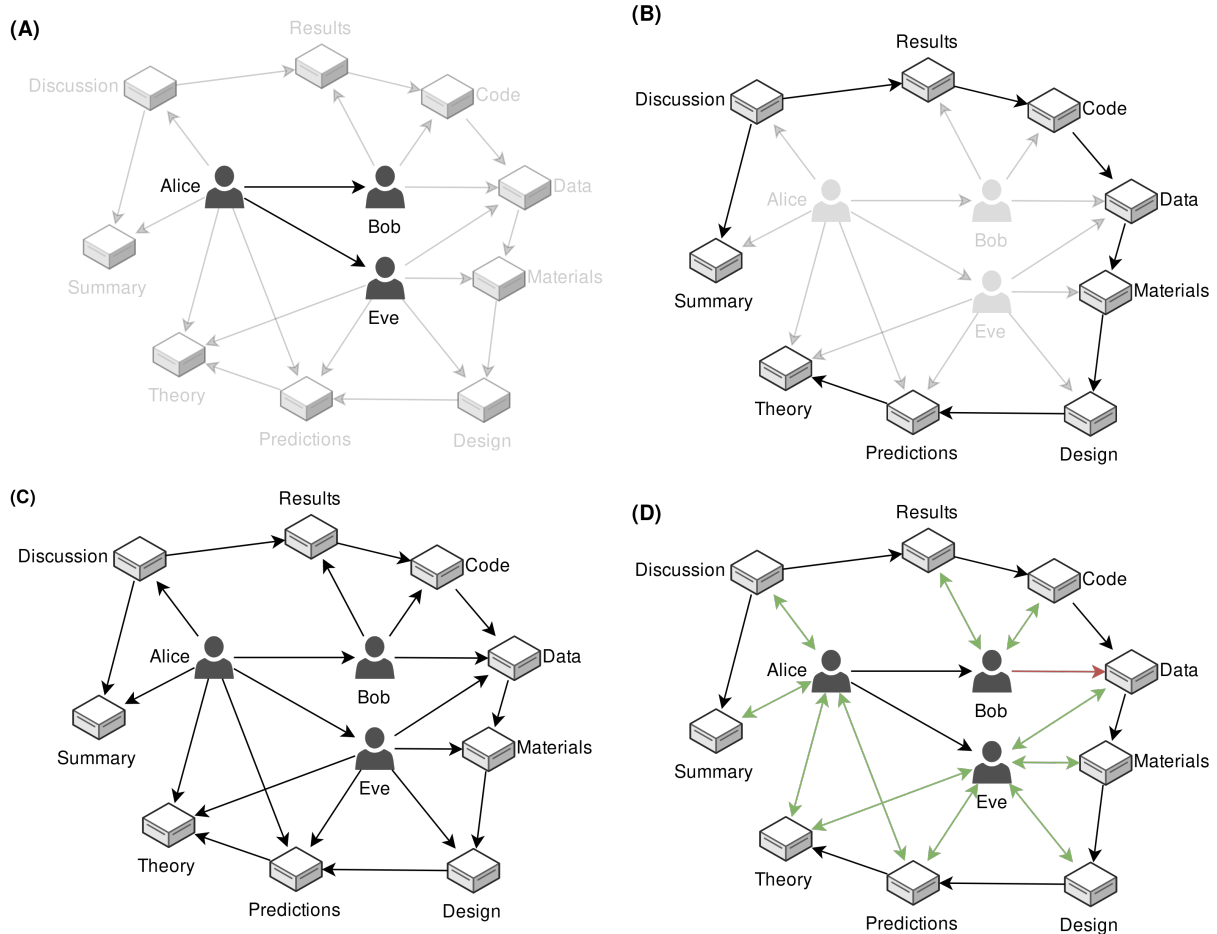 (A)
Results
Discussion
Code
Alice
Data
Bob
Summary
Materials
Eve
Theory
Predictions
Design
(B)
Results
Discussion
Code
Alice
Data
Bob
Summary
Materials
Eve
Theory
Predictions
Design
(C)
Results
Discussion
Code
Alice
Data
Bob
Summary
Materials
Eve
Theory
Predictions
Design
(D)
Results
Discussion
Code
Alice
Data
Bob
Summary
Materials
Eve
Theory
Predictions
Design